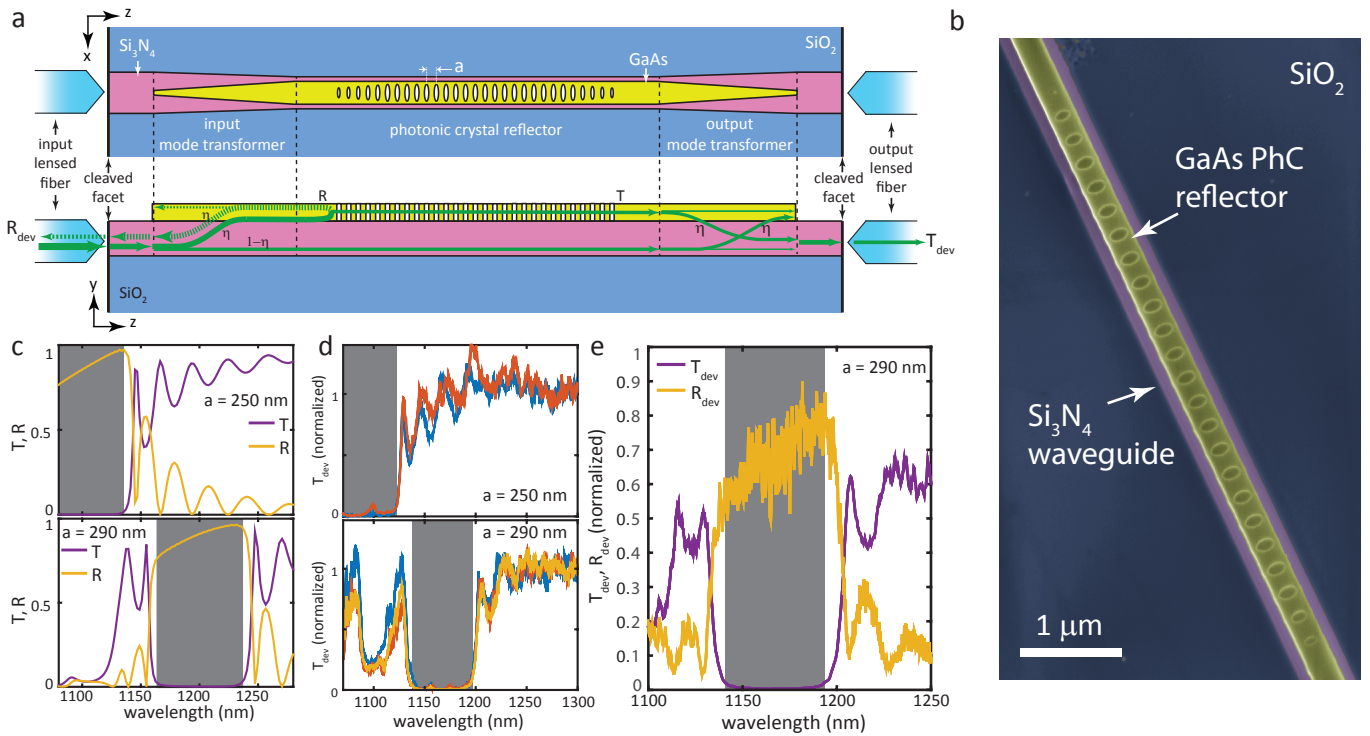 a
z
x
Si3N4
a
GaAs
SiO2
input
mode transformer
photonic crystal reflector
output
mode transformer
input
lensed
fiber
cleaved
facet
cleaved
facet
output
lensed
fiber
R
T
η
η
1−η
η
η
Rdev
Tdev
y
z
SiO2
b
SiO2
GaAs PhC
reflector
Si3N4
waveguide
1 μm
c
1
0.5
0
T, R
a = 250 nm
T
R
1
0.5
0
T, R
a = 290 nm
T
R
1100 1150 1200 1250
wavelength (nm)
d
1
0
Tdev (normalized)
a = 250 nm
1
0
Tdev (normalized)
a = 290 nm
1100 1150 1200 1250 1300
wavelength (nm)
e
1
0.9
0.8
0.7
0.6
0.5
0.4
0.3
0.2
0.1
0
Tdev, Rdev (normalized)
Tdev
Rdev
a = 290 nm
1100 1150 1200 1250
wavelength (nm)